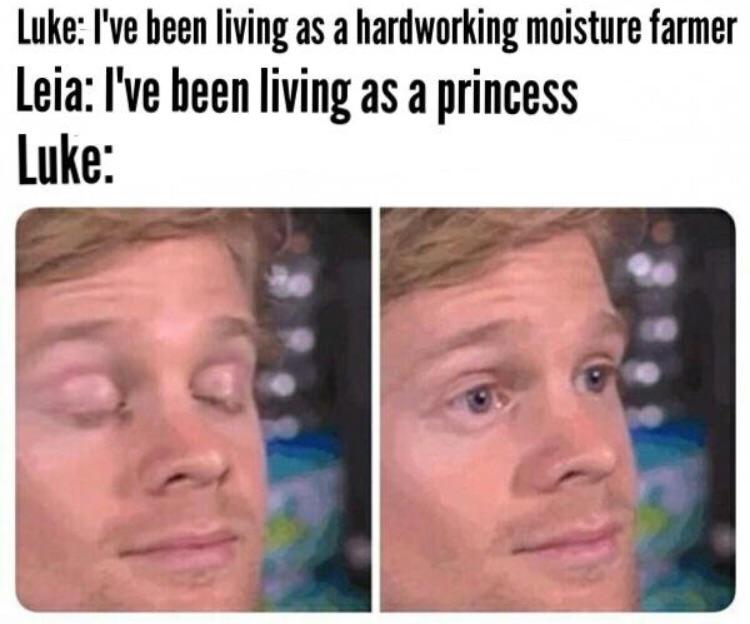 Luke: I've been living as a hardworking moisture farmer
Leia: I've been living as a princess
Luke: